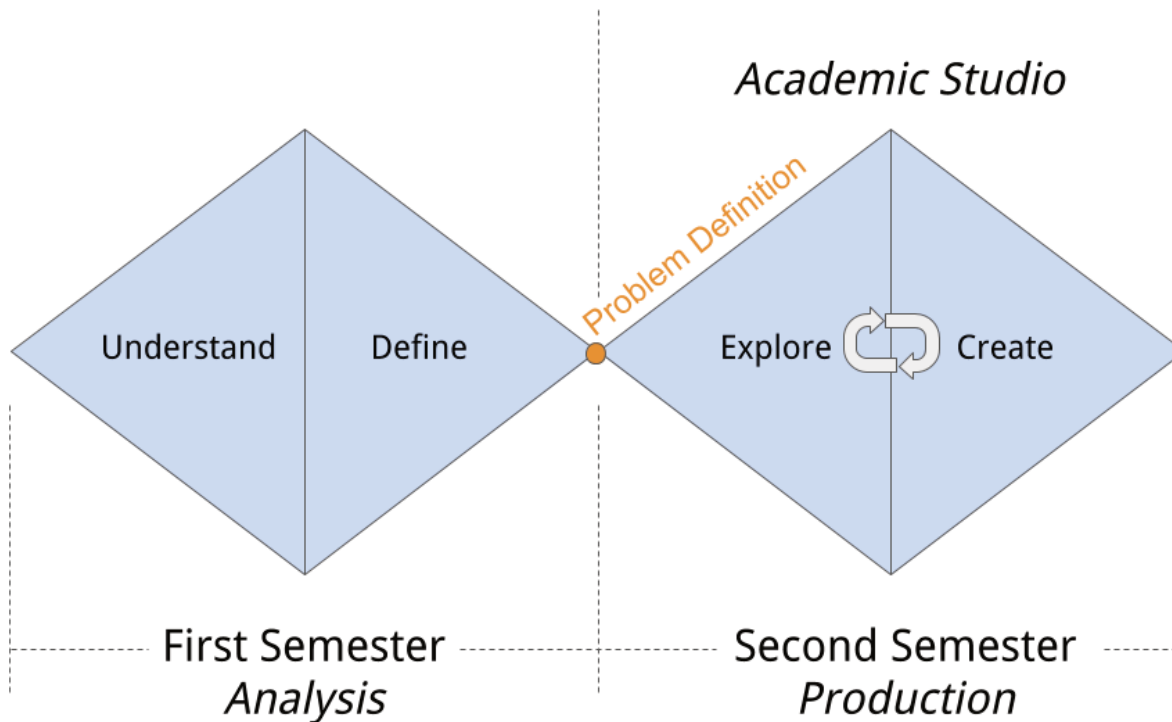 Academic Studio
Problem Definition
Understand
Define
Explore
Create
First Semester
Analysis
Second Semester
Production